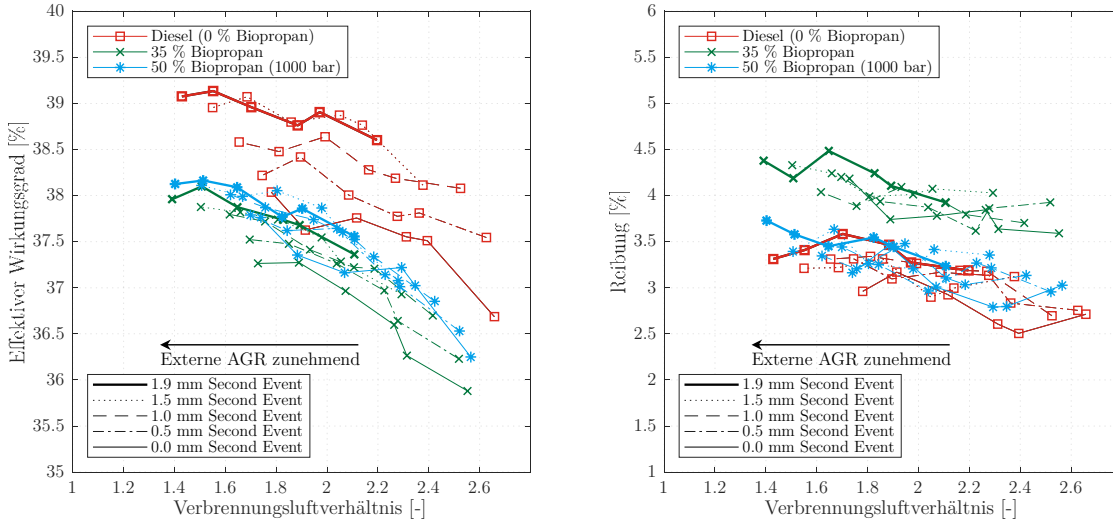 40
39
38
37
36
35
Effektiver Wirkungsgrad [%]
40.5
39.5
38.5
37.5
36.5
35.5
Diesel (0 % Biopropan)
35 % Biopropan
50 % Biopropan (1000 bar)
Externe AGR zunehmend
1.9 mm Second Event
1.5 mm Second Event
1.0 mm Second Event
0.5 mm Second Event
0.0 mm Second Event
1 1.2 1.4 1.6 1.8 2 2.2 2.4 2.6
Verbrennungsluftverhältnis [-]
6
5.5
5
4.5
4
3.5
3
2.5
2
1.5
1
Reibung [%]
Diesel (0 % Biopropan)
35 % Biopropan
50 % Biopropan (1000 bar)
Externe AGR zunehmend
1.9 mm Second Event
1.5 mm Second Event
1.0 mm Second Event
0.5 mm Second Event
0.0 mm Second Event
1 1.2 1.4 1.6 1.8 2 2.2 2.4 2.6
Verbrennungsluftverhältnis [-]